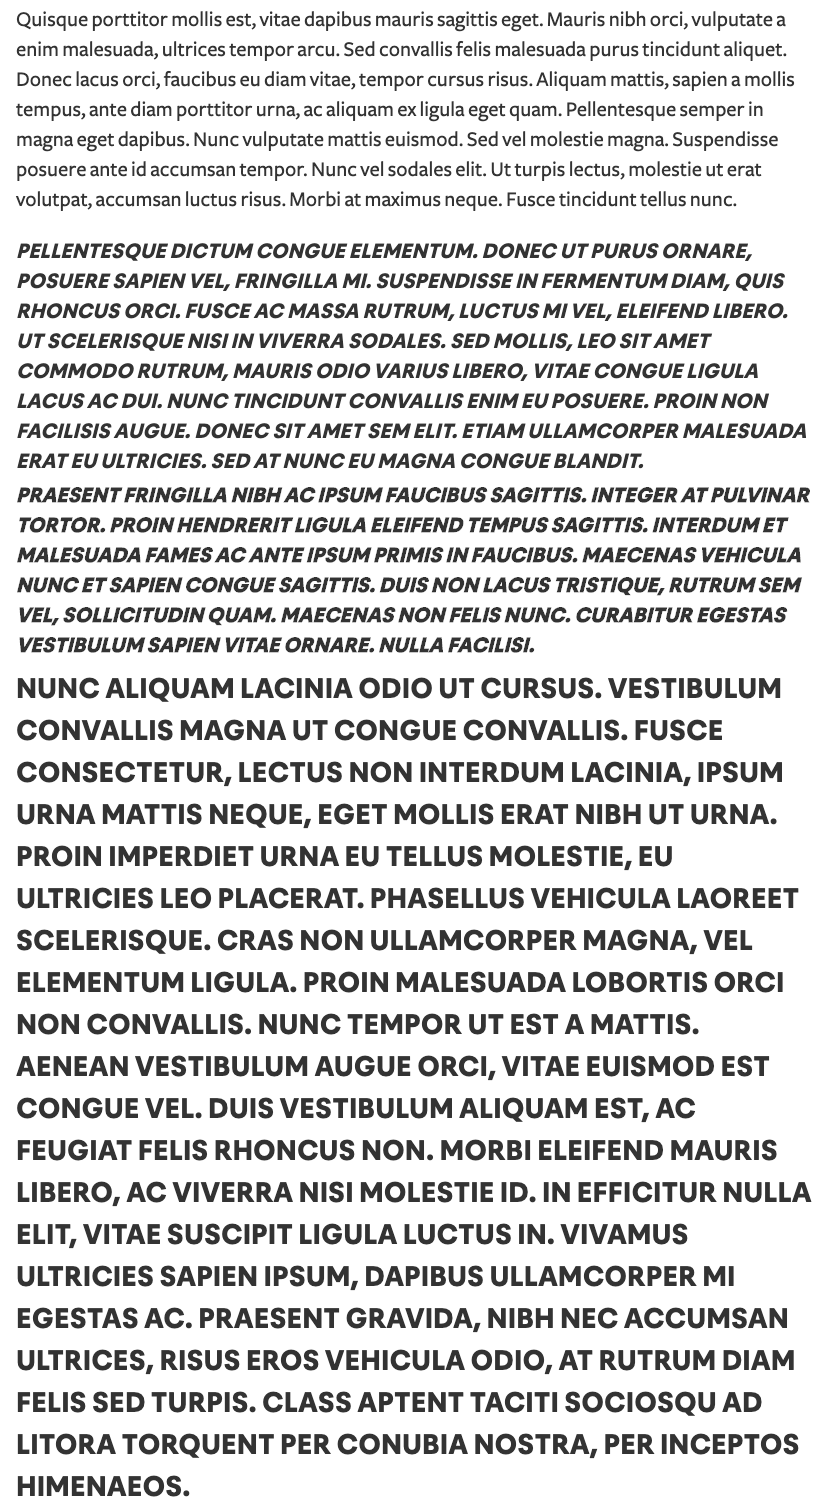 Quisque porttitor mollis est, vitae dapibus mauris sagittis eget. Mauris nibh orci, vulputate a
enim malesuada, ultrices tempor arcu. Sed convallis felis malesuada purus tincidunt aliquet.
Donec lacus orci, faucibus eu diam vitae, tempor cursus risus. Aliquam mattis, sapien a mollis
tempus, ante diam porttitor urna, ac aliquam ex ligula eget quam. Pellentesque semper in
magna eget dapibus. Nunc vulputate mattis euismod. Sed vel molestie magna. Suspendisse
posuere ante id accumsan tempor. Nunc vel sodales elit. Ut turpis lectus, molestie ut erat
volutpat, accumsan luctus risus. Morbi at maximus neque. Fusce tincidunt tellus nunc.
PELLENTESQUE DICTUM CONGUE ELEMENTUM. DONEC UT PURUS ORNARE,
POSUERE SAPIEN VEL, FRINGILLA MI. SUSPENDISSE IN FERMENTUM DIAM, QUIS
RHONCUS ORCI. FUSCE AC MASSA RUTRUM, LUCTUS MI VEL, ELEIFEND LIBERO.
UT SCELERISQUE NISI IN VIVERRA SODALES. SED MOLLIS, LEO SIT AMET
COMMODO RUTRUM, MAURIS ODIO VARIUS LIBERO, VITAE CONGUE LIGULA
LACUS AC DUI. NUNC TINCIDUNT CONVALLIS ENIM EU POSUERE. PROIN NON
FACILISIS AUGUE. DONEC SIT AMET SEM ELIT. ETIAM ULLAMCORPER MALESUADA
ERAT EU ULTRICIES. SED AT NUNC EU MAGNA CONGUE BLANDIT.
PRAESENT FRINGILLA NIBH AC IPSUM FAUCIBUS SAGITTIS. INTEGER AT PULVINAR
TORTOR. PROIN HENDRERIT LIGULA ELEIFEND TEMPUS SAGITTIS. INTERDUM ET
MALESUADA FAMES AC ANTE IPSUM PRIMIS IN FAUCIBUS. MAECENAS VEHICULA
NUNC ET SAPIEN CONGUE SAGITTIS. DUIS NON LACUS TRISTIQUE, RUTRUM SEM
VEL, SOLLICITUDIN QUAM. MAECENAS NON FELIS NUNC. CURABITUR EGESTAS
VESTIBULUM SAPIEN VITAE ORNARE. NULLA FACILISI.
NUNC ALIQUAM LACINIA ODIO UT CURSUS. VESTIBULUM
CONVALLIS MAGNA UT CONGUE CONVALLIS. FUSCE
CONSECTETUR, LECTUS NON INTERDUM LACINIA, IPSUM
URNA MATTIS NEQUE, EGET MOLLIS ERAT NIBH UT URNA.
PROIN IMPERDIET URNA EU TELLUS MOLESTIE, EU
ULTRICIES LEO PLACERAT. PHASELLUS VEHICULA LAOREET
SCELERISQUE. CRAS NON ULLAMCORPER MAGNA, VEL
ELEMENTUM LIGULA. PROIN MALESUADA LOBORTIS ORCI
NON CONVALLIS. NUNC TEMPOR UT EST A MATTIS.
AENEAN VESTIBULUM AUGUE ORCI, VITAE EUISMOD EST
CONGUE VEL. DUIS VESTIBULUM ALIQUAM EST, AC
FEUGIAT FELIS RHONCUS NON. MORBI ELEIFEND MAURIS
LIBERO, AC VIVERRA NISI MOLESTIE ID. IN EFFICITUR NULLA
ELIT, VITAE SUSCIPIT LIGULA LUCTUS IN. VIVAMUS
ULTRICIES SAPIEN IPSUM, DAPIBUS ULLAMCORPER MI
EGESTAS AC. PRAESENT GRAVIDA, NIBH NEC ACCUMSAN
ULTRICES, RISUS EROS VEHICULA ODIO, AT RUTRUM DIAM
FELIS SED TURPIS. CLASS APTENT TACITI SOCIOSQU AD
LITORA TORQUENT PER CONUBIA NOSTRA, PER INCEPTOS
HIMENAEOS.